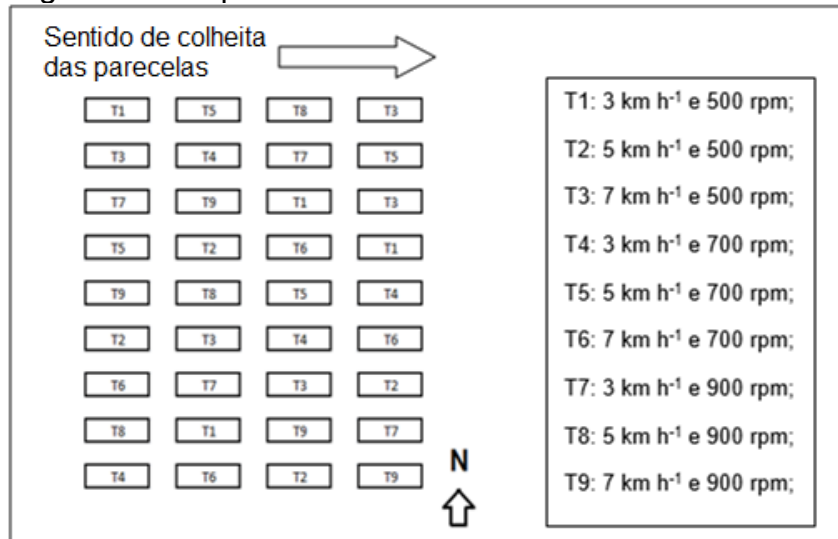 Sentido de colheita
das parecelas
T1 T5 T8 T3
T3 T4 T7 T5
T7 T9 T1 T3
T5 T2 T6 T1
T9 T8 T5 T4
T2 T3 T4 T6
T6 T7 T3 T2
T8 T1 T9 T7
T4 T6 T2 T9
N
T1: 3 km h⁻¹ e 500 rpm;
T2: 5 km h⁻¹ e 500 rpm;
T3: 7 km h⁻¹ e 500 rpm;
T4: 3 km h⁻¹ e 700 rpm;
T5: 5 km h⁻¹ e 700 rpm;
T6: 7 km h⁻¹ e 700 rpm;
T7: 3 km h⁻¹ e 900 rpm;
T8: 5 km h⁻¹ e 900 rpm;
T9: 7 km h⁻¹ e 900 rpm;